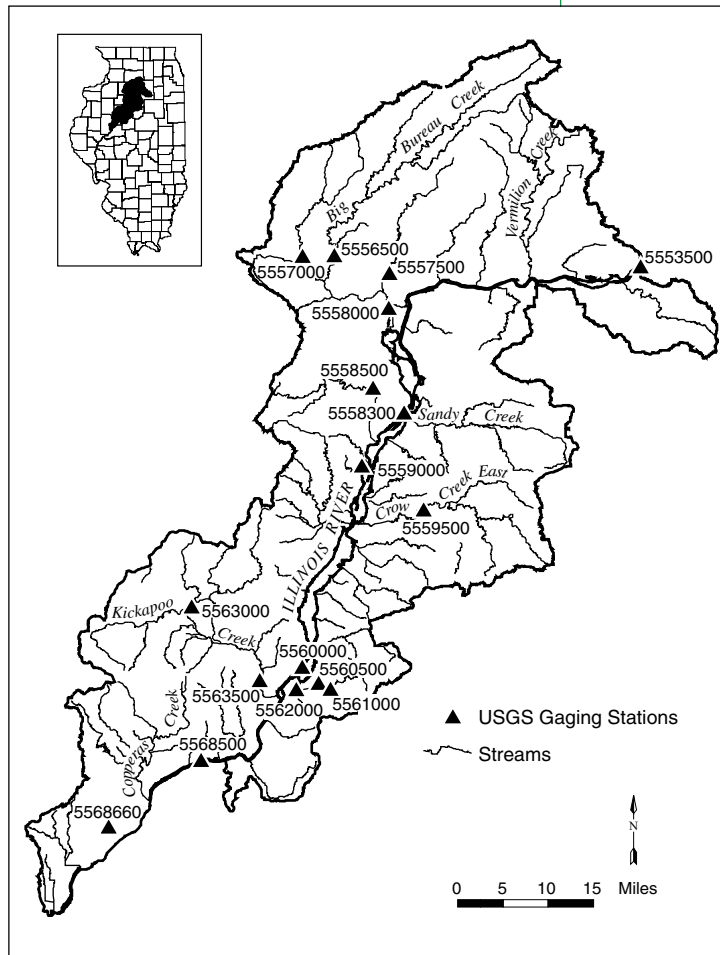 Big Bureau Creek
Vermilion Creek
5556500
5557000
5557500
5553500
5558000
5558500
5558300
Sandy Creek
5559000
Crow Creek East
5559500
ILLINOIS RIVER
Kickapoo Creek
5563000
5560000
5560500
5563500
5562000
5561000
Copperas Creek
5568500
5568660
USGS Gaging Stations
Streams
N
0 5 10 15 Miles